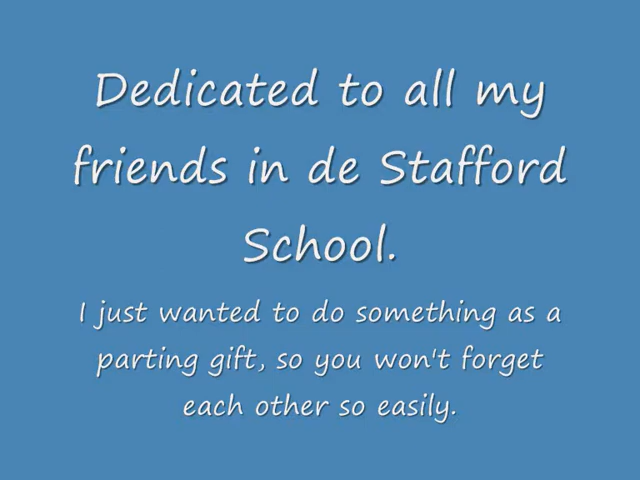 Dedicated to all my
friends in de Stafford
School.
I just wanted to do something as a
parting gift, so you won't forget
each other so easily.